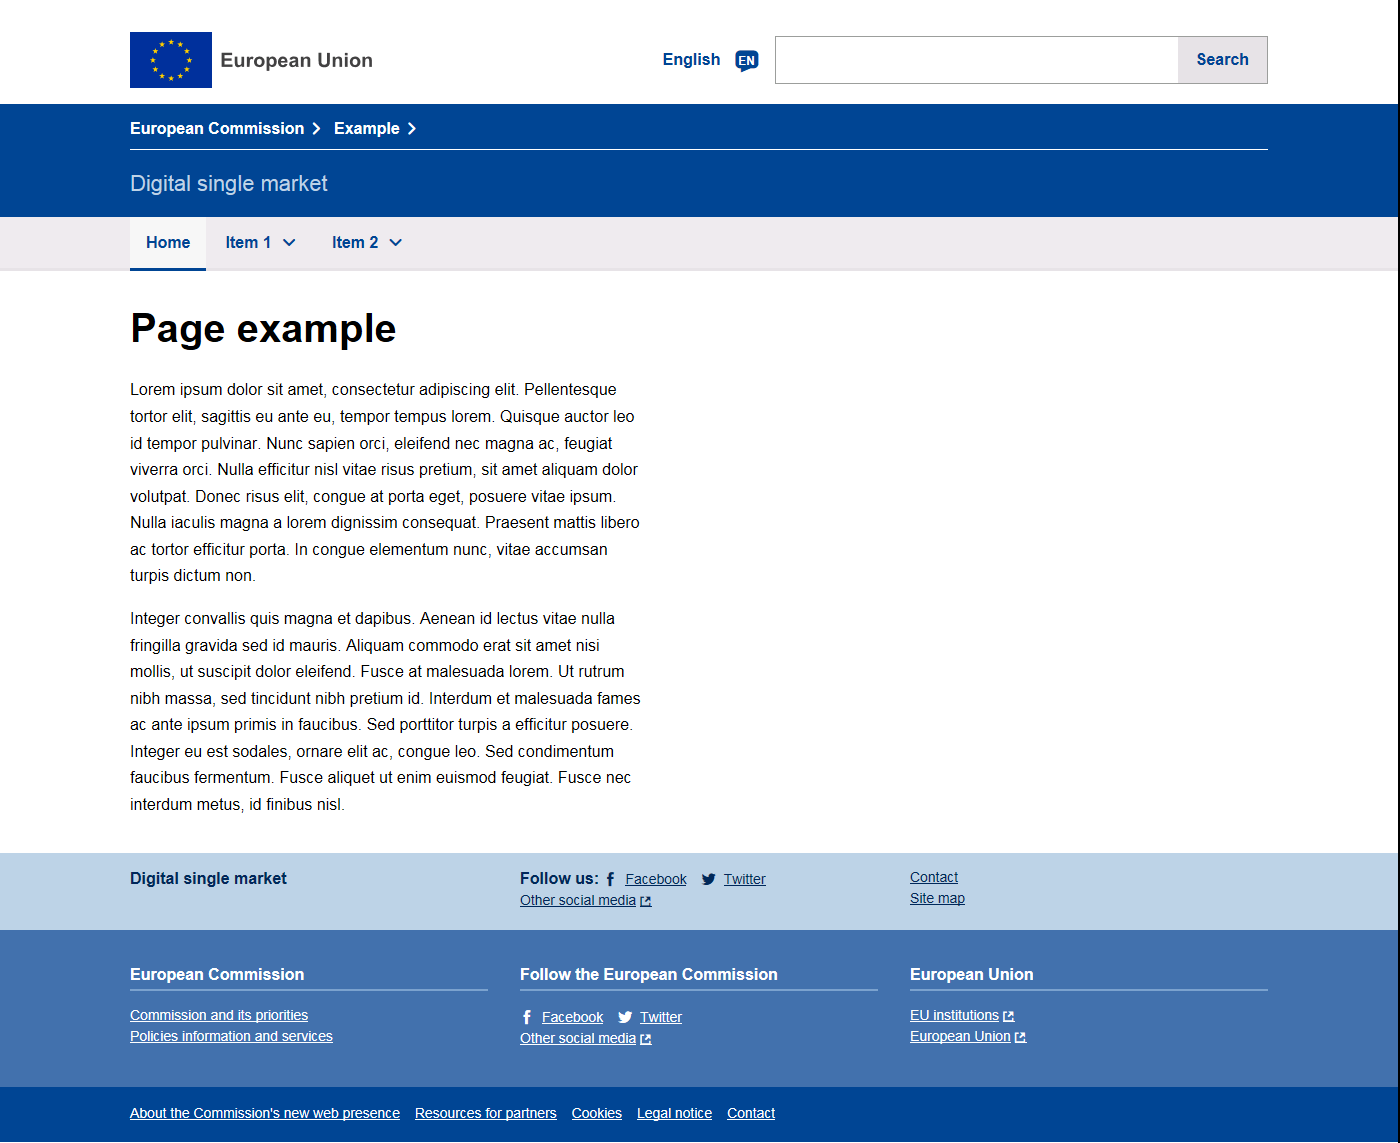 European Union
English
EN
Search
European Commission
Example
Digital single market
Home
Item 1
Item 2
Page example
Lorem ipsum dolor sit amet, consectetur adipiscing elit. Pellentesque
tortor elit, sagittis eu ante eu, tempor tempus lorem. Quisque auctor leo
id tempor pulvinar. Nunc sapien orci, eleifend nec magna ac, feugiat
viverra orci. Nulla efficitur nisl vitae risus pretium, sit amet aliquam dolor
volutpat. Donec risus elit, congue at porta eget, posuere vitae ipsum.
Nulla iaculis magna a lorem dignissim consequat. Praesent mattis libero
ac tortor efficitur porta. In congue elementum nunc, vitae accumsan
turpis dictum non.
Integer convallis quis magna et dapibus. Aenean id lectus vitae nulla
fringilla gravida sed id mauris. Aliquam commodo erat sit amet nisi
mollis, ut suscipit dolor eleifend. Fusce at malesuada lorem. Ut rutrum
nibh massa, sed tincidunt nibh pretium id. Interdum et malesuada fames
ac ante ipsum primis in faucibus. Sed porttitor turpis a efficitur posuere.
Integer eu est sodales, ornare elit ac, congue leo. Sed condimentum
faucibus fermentum. Fusce aliquet ut enim euismod feugiat. Fusce nec
interdum metus, id finibus nisl.
Digital single market
Follow us: Facebook Twitter
Other social media
Contact
Site map
European Commission
Commission and its priorities
Policies information and services
Follow the European Commission
Facebook Twitter
Other social media
European Union
EU institutions
European Union
About the Commission's new web presence Resources for partners Cookies Legal notice Contact